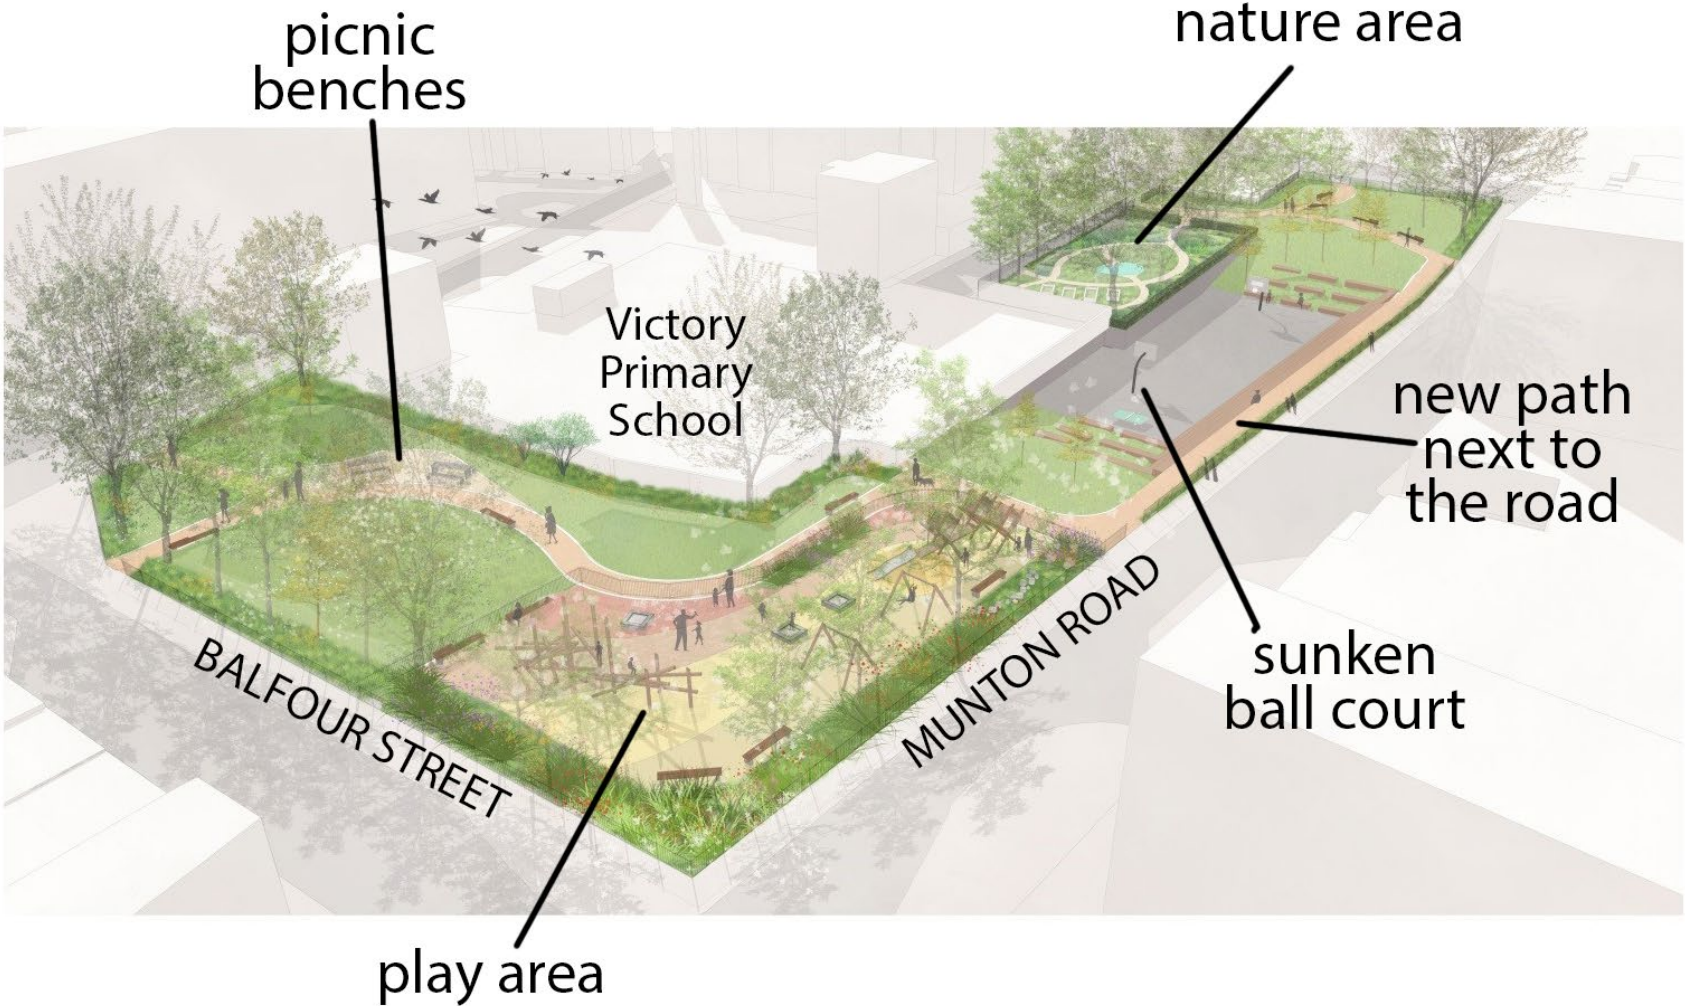 picnic
benches
nature area
Victory
Primary
School
new path
next to
the road
BALFOUR STREET
MUNTON ROAD
sunken
ball court
play area